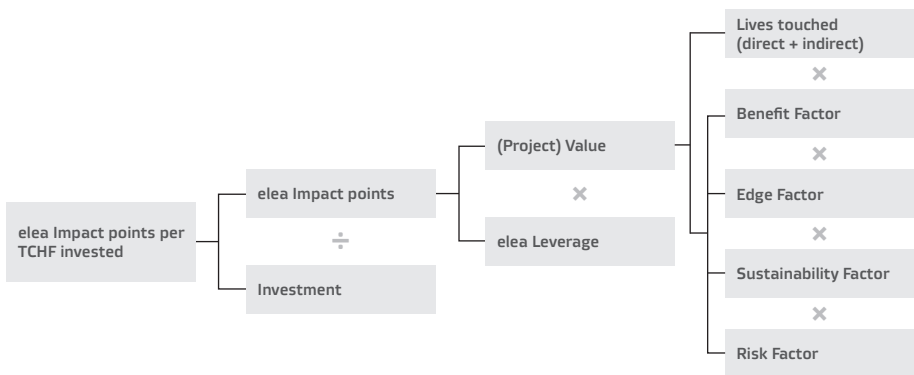 elea Impact points per
TCHF invested
elea Impact points
÷
Investment
(Project) Value
×
elea Leverage
Lives touched
(direct + indirect)
×
Benefit Factor
×
Edge Factor
×
Sustainability Factor
×
Risk Factor